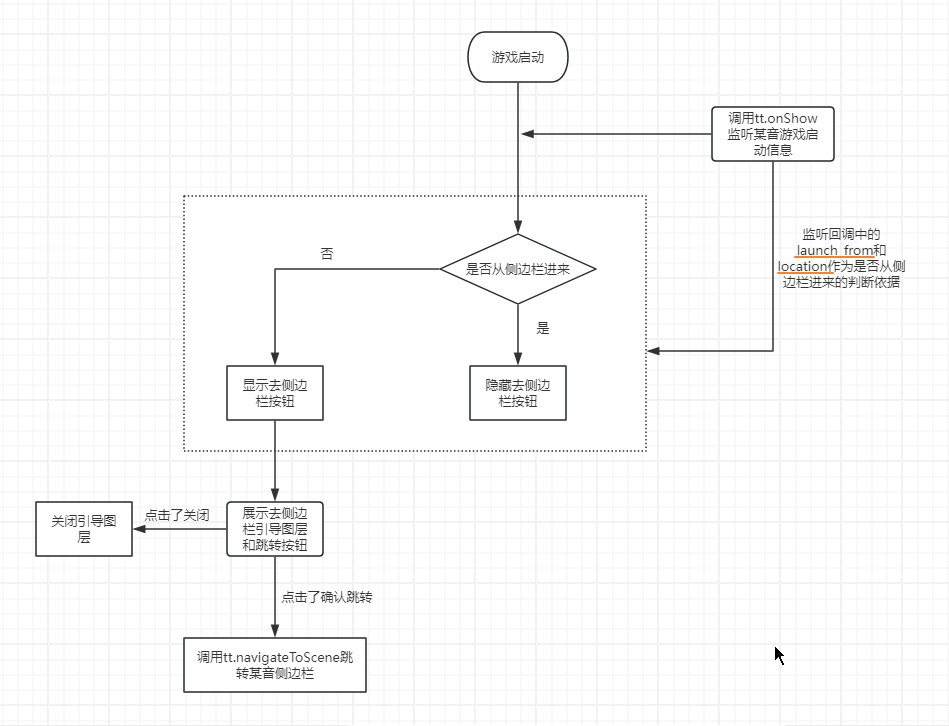 游戏启动
调用tt.onShow
监听某音游戏启
动信息
监听回调中的
launch_from和
location作为是否从侧
边栏进来的判断依据
是否从侧边栏进来
否
是
显示去侧边
栏按钮
隐藏去侧边
栏按钮
展示去侧边
栏引导图层
和跳转按钮
点击了关闭
关闭引导图
层
点击了确认跳转
调用tt.navigateToScene跳
转某音侧边栏